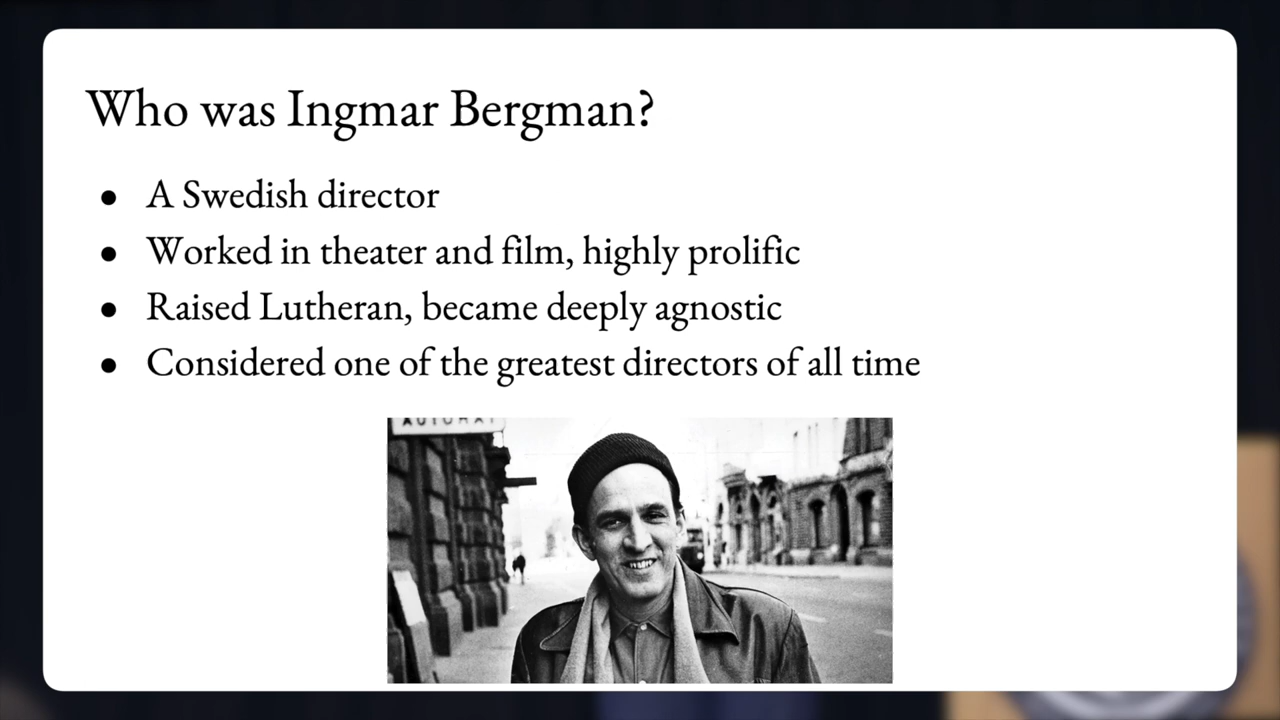 Who was Ingmar Bergman?
● A Swedish director
● Worked in theater and film, highly prolific
● Raised Lutheran, became deeply agnostic
● Considered one of the greatest directors of all time